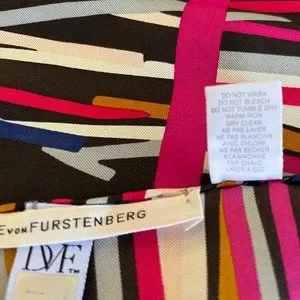 DO NOT WASH
DO NOT BLEACH
DO NOT TUMBLE DRY
WARM IRON
DRY CLEAN
NE PAS LAVER
NE PAS BLANCHIR
AVEC CHLORE
NE PAS SECHER
A LA MACHINE
FER CHAUD
LAVER A SEC
E VON FURSTENBERG
DVF
TM